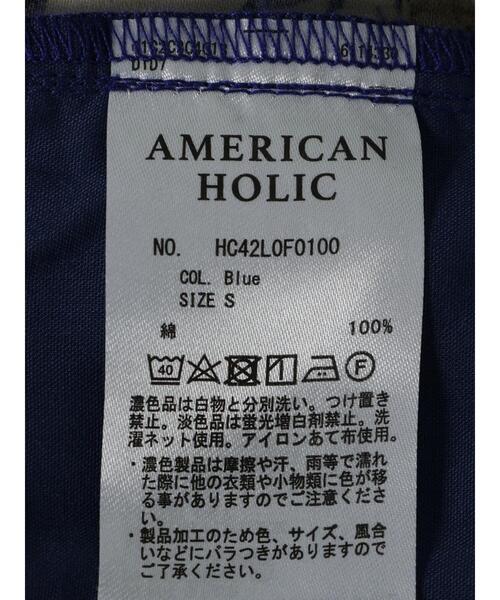 AMERICAN
HOLIC
NO. HC42L0F0100
COL. Blue
SIZE S
綿 100%
40 F
濃色品は白物と分別洗い。つけ置き
禁止。淡色品は蛍光増白剤禁止。洗
濯ネット使用。アイロンあて布使用。
・濃色製品は摩擦や汗、雨等で濡れ
た際に他の衣類や小物類に色が移
る事がありますのでご注意くださ
い。
・製品加工のため色、サイズ、風合
いなどにバラつきがありますので
ご了承ください。